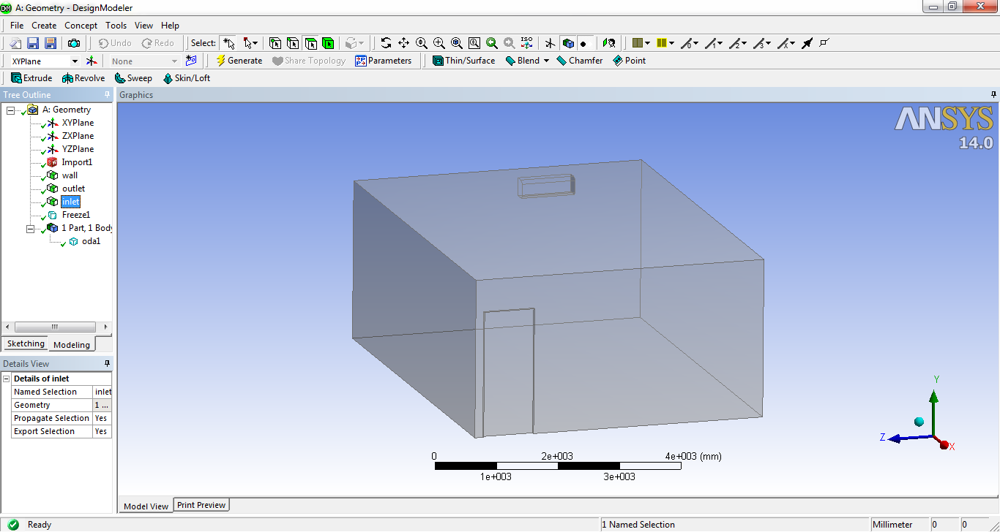 DM A: Geometry - DesignModeler
File Create Concept Tools View Help
Undo Redo Select: ISO
XYPlane None Generate Share Topology Parameters Thin/Surface Blend Chamfer Point
Extrude Revolve Sweep Skin/Loft
Tree Outline
Graphics
A: Geometry
XYPlane
ZXPlane
YZPlane
Import1
wall
outlet
inlet
Freeze1
1 Part, 1 Body
oda1
Sketching Modeling
Details View
Details of inlet
Named Selection inlet
Geometry 1 ...
Propagate Selection Yes
Export Selection Yes
ANSYS
14.0
Y
Z
X
0 2e+003 4e+003 (mm)
1e+003 3e+003
Model View Print Preview
Ready 1 Named Selection Millimeter 0 0